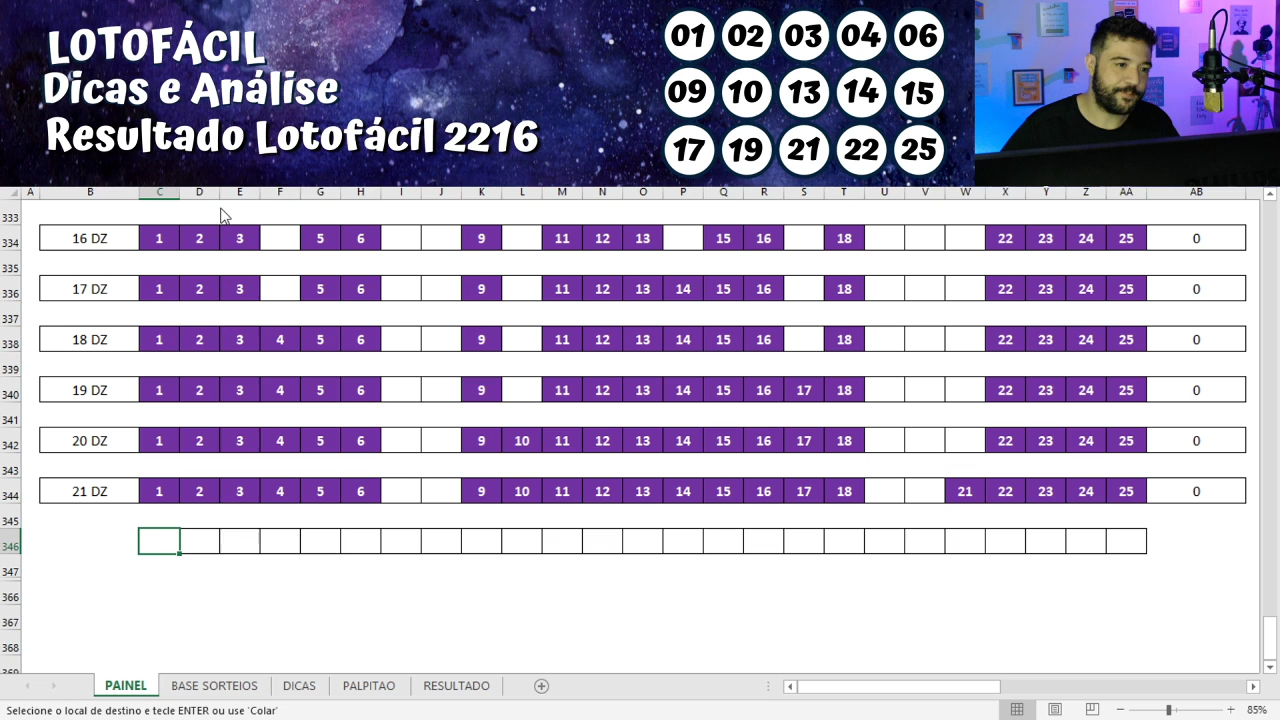 LOTOFÁCIL
Dicas e Análise
Resultado Lotofácil 2216
01 02 03 04 06
09 10 13 14 15
17 19 21 22 25
A B C D E F G H I J K L M N O P Q R S T U V W X Y Z AA AB
333
334 16 DZ 1 2 3 5 6 9 11 12 13 15 16 18 22 23 24 25 0
335
336 17 DZ 1 2 3 5 6 9 11 12 13 14 15 16 18 22 23 24 25 0
337
338 18 DZ 1 2 3 4 5 6 9 11 12 13 14 15 16 18 22 23 24 25 0
339
340 19 DZ 1 2 3 4 5 6 9 11 12 13 14 15 16 17 18 22 23 24 25 0
341
342 20 DZ 1 2 3 4 5 6 9 10 11 12 13 14 15 16 17 18 22 23 24 25 0
343
344 21 DZ 1 2 3 4 5 6 9 10 11 12 13 14 15 16 17 18 21 22 23 24 25 0
345
346
347
366
367
368
369
PAINEL BASE SORTEIOS DICAS PALPITAO RESULTADO
Selecione o local de destino e tecle ENTER ou use 'Colar' 85%